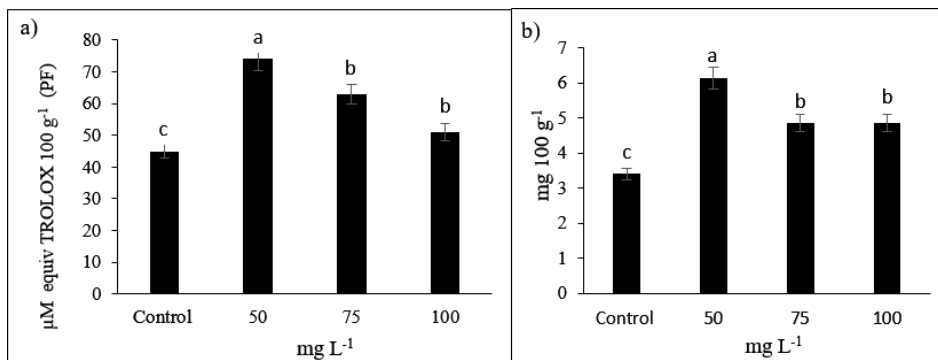 a)
µM equiv TROLOX 100 g⁻¹ (PF)
80
70
60
50
40
30
20
10
0
c
a
b
b
Control 50 75 100
mg L⁻¹
b)
mg 100 g⁻¹
7
6
5
4
3
2
1
0
c
a
b
b
Control 50 75 100
mg L⁻¹